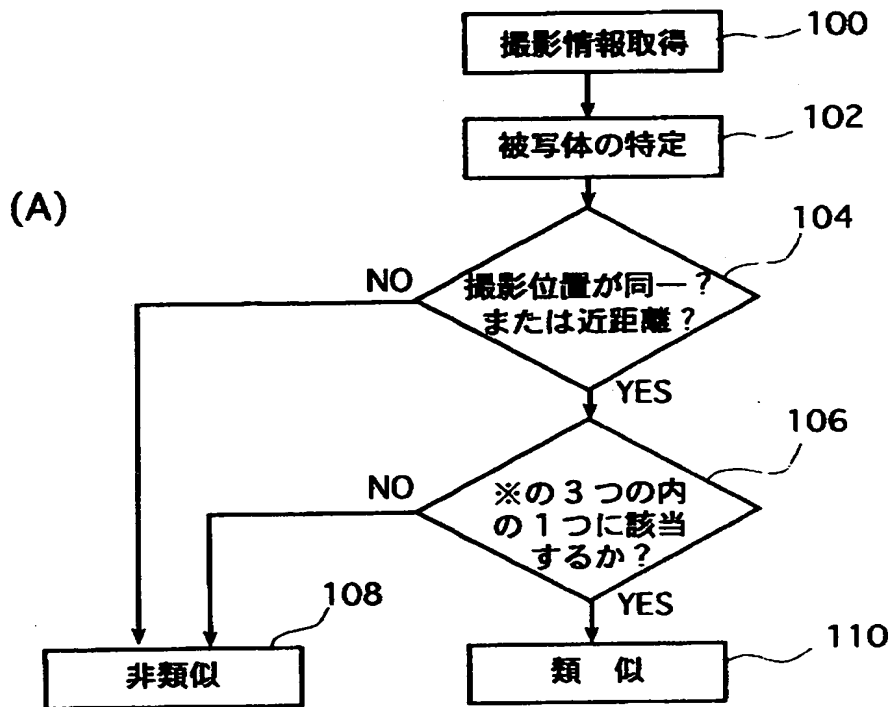 撮影情報取得
100
被写体の特定
102
(A)
104
NO
撮影位置が同一?
または近距離?
YES
106
NO
※の3つの内
の1つに該当
するか?
YES
108
非類似
110
類 似